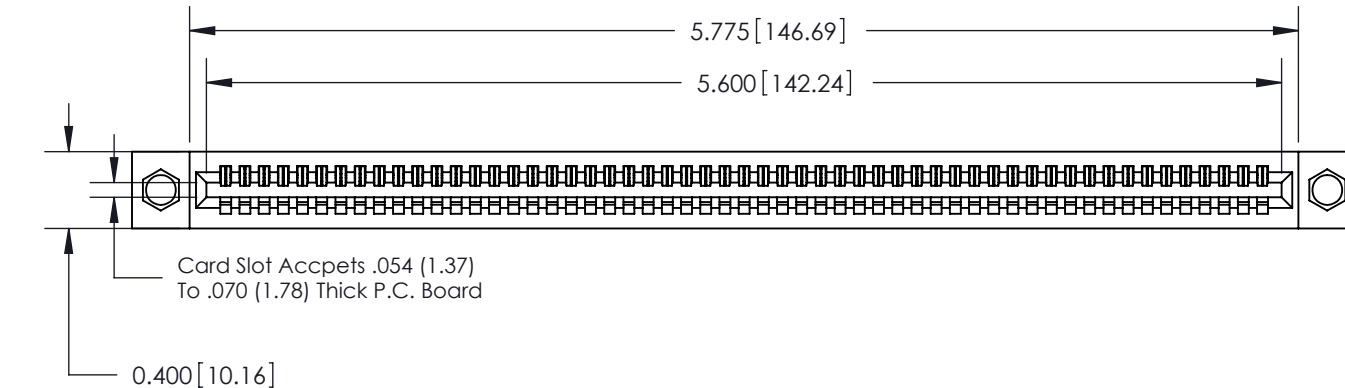 5.775 [146.69]
5.600 [142.24]
Card Slot Accpets .054 (1.37)
To .070 (1.78) Thick P.C. Board
0.400 [10.16]